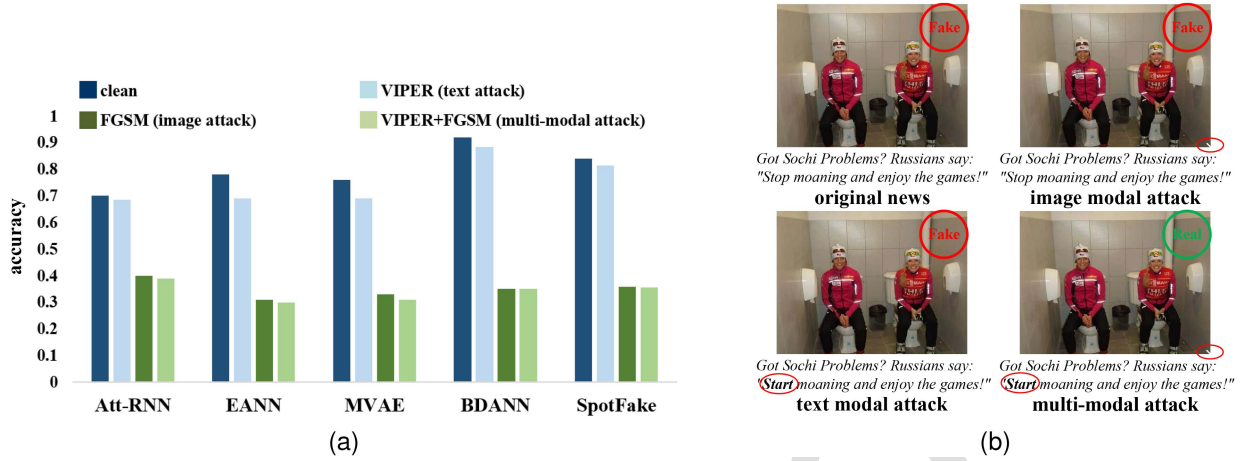 clean
VIPER (text attack)
FGSM (image attack)
VIPER+FGSM (multi-modal attack)
accuracy
1
0.9
0.8
0.7
0.6
0.5
0.4
0.3
0.2
0.1
0
Att-RNN
EANN
MVAE
BDANN
SpotFake
(a)
Fake
Got Sochi Problems? Russians say:
"Stop moaning and enjoy the games!"
original news
Fake
Got Sochi Problems? Russians say:
"Stop moaning and enjoy the games!"
image modal attack
Fake
Got Sochi Problems? Russians say:
"Start moaning and enjoy the games!"
text modal attack
Real
Got Sochi Problems? Russians say:
"Start moaning and enjoy the games!"
multi-modal attack
(b)